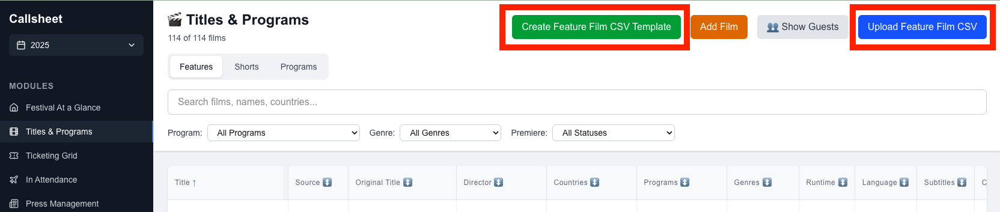 Callsheet
2025
MODULES
Festival At a Glance
Titles & Programs
Ticketing Grid
In Attendance
Press Management
🎬 Titles & Programs
114 of 114 films
Create Feature Film CSV Template
Add Film
👥 Show Guests
Upload Feature Film CSV
Features Shorts Programs
Search films, names, countries...
Program: All Programs Genre: All Genres Premiere: All Statuses
Title ↑ Source ↕️ Original Title ↕️ Director ↕️ Countries ↕️ Programs ↕️ Genres ↕️ Runtime ↕️ Language ↕️ Subtitles ↕️ C